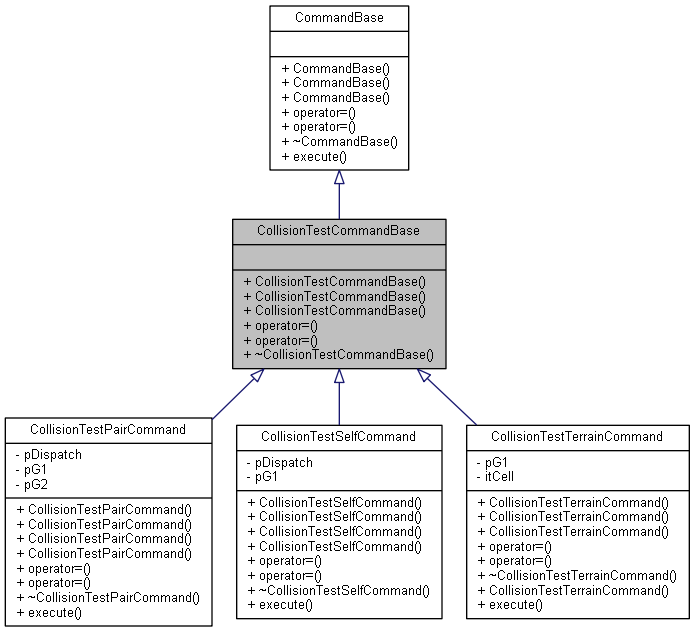 CommandBase
+ CommandBase()
+ CommandBase()
+ CommandBase()
+ operator=()
+ operator=()
+ ~CommandBase()
+ execute()
CollisionTestCommandBase
+ CollisionTestCommandBase()
+ CollisionTestCommandBase()
+ CollisionTestCommandBase()
+ operator=()
+ operator=()
+ ~CollisionTestCommandBase()
CollisionTestPairCommand
- pDispatch
- pG1
- pG2
+ CollisionTestPairCommand()
+ CollisionTestPairCommand()
+ CollisionTestPairCommand()
+ CollisionTestPairCommand()
+ operator=()
+ operator=()
+ ~CollisionTestPairCommand()
+ execute()
CollisionTestSelfCommand
- pDispatch
- pG1
+ CollisionTestSelfCommand()
+ CollisionTestSelfCommand()
+ CollisionTestSelfCommand()
+ CollisionTestSelfCommand()
+ operator=()
+ operator=()
+ ~CollisionTestSelfCommand()
+ execute()
CollisionTestTerrainCommand
- pG1
- itCell
+ CollisionTestTerrainCommand()
+ CollisionTestTerrainCommand()
+ CollisionTestTerrainCommand()
+ operator=()
+ operator=()
+ ~CollisionTestTerrainCommand()
+ CollisionTestTerrainCommand()
+ execute()